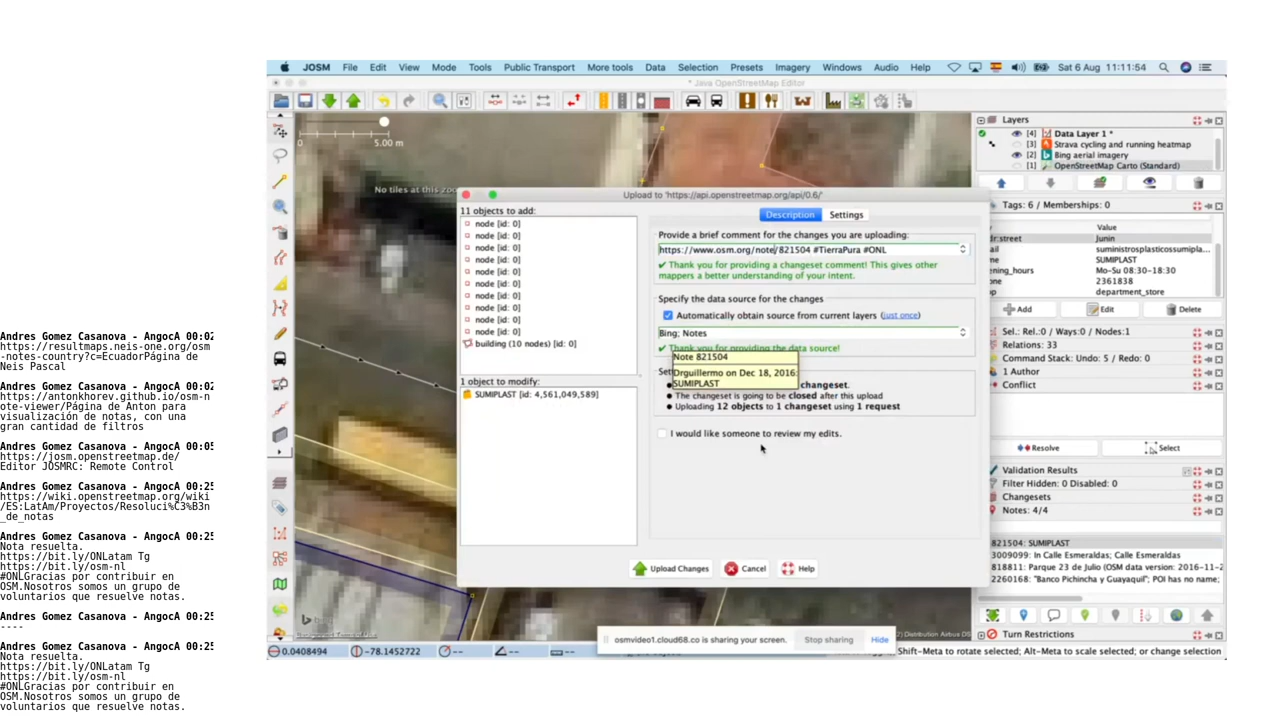 Andres Gomez Casanova - AngocA 00:02
https://resultmaps.neis-one.org/osm
-notes-country?c=EcuadorPágina de
Neis Pascal
Andres Gomez Casanova - AngocA 00:02
https://antonkhorev.github.io/osm-n
ote-viewer/Página de Anton para
visualización de notas, con una
gran cantidad de filtros
Andres Gomez Casanova - AngocA 00:05
https://josm.openstreetmap.de/
Editor JOSMRC: Remote Control
Andres Gomez Casanova - AngocA
https://wiki.openstreetmap.org/wiki
/ES:LatAm/Proyectos/Resoluci%C3%B3n
_de_notas
Andres Gomez Casanova - AngocA 00:25
Nota resuelta.
https://bit.ly/ONLatam Tg
https://bit.ly/osm-nl
#ONLGracias por contribuir en
OSM.Nosotros somos un grupo de
voluntarios que resuelve notas.
Andres Gomez Casanova - AngocA 00:25
----
Andres Gomez Casanova - AngocA 00:25
Nota resuelta.
https://bit.ly/ONLatam Tg
https://bit.ly/osm-nl
#ONLGracias por contribuir en
OSM.Nosotros somos un grupo de
voluntarios que resuelve notas.
JOSM File Edit View Mode Tools Public Transport More tools Data Selection Presets Imagery Windows Audio Help Sat 6 Aug 11:11:54
* Java OpenStreetMap Editor
0 5.00 m
No tiles at this zoo
Upload to 'https://api.openstreetmap.org/api/0.6/'
11 objects to add:
node [id: 0]
node [id: 0]
node [id: 0]
node [id: 0]
node [id: 0]
node [id: 0]
node [id: 0]
node [id: 0]
node [id: 0]
node [id: 0]
building (10 nodes) [id: 0]
1 object to modify:
SUMIPLAST [id: 4,561,049,589]
Description Settings
Provide a brief comment for the changes you are uploading:
https://www.osm.org/note/821504 #TierraPura #ONL
✔ Thank you for providing a changeset comment! This gives other
mappers a better understanding of your intent.
Specify the data source for the changes
Automatically obtain source from current layers (just once)
Bing; Notes
✔ Thank you for providing the data source!
Note 821504
Drguillermo on Dec 18, 2016:
SUMIPLAST
changeset.
● The changeset is going to be closed after this upload
● Uploading 12 objects to 1 changeset using 1 request
I would like someone to review my edits.
Upload Changes Cancel Help
Layers
[4] Data Layer 1 *
[3] Strava cycling and running heatmap
[2] Bing aerial imagery
[1] OpenStreetMap Carto (Standard)
Tags: 6 / Memberships: 0
Value
dr:street Junin
ail suministrosplasticossumipla...
me SUMIPLAST
ening_hours Mo-Su 08:30-18:30
one 2361838
op department_store
Add Edit Delete
Sel.: Rel.:0 / Ways:0 / Nodes:1
Relations: 33
Command Stack: Undo: 5 / Redo: 0
1 Author
Conflict
Resolve Select
Validation Results
Filter Hidden: 0 Disabled: 0
Changesets
Notes: 4/4
821504: SUMIPLAST
3009099: In Calle Esmeraldas; Calle Esmeraldas
818811: Parque 23 de Julio (OSM data version: 2016-11-2
2260168: "Banco Pichincha y Guayaquil"; POI has no name;
Turn Restrictions
osmvideo1.cloud68.co is sharing your screen. Stop sharing Hide
0.0408494 -78.1452722 -- -- --
Shift-Meta to rotate selected; Alt-Meta to scale selected; or change selection